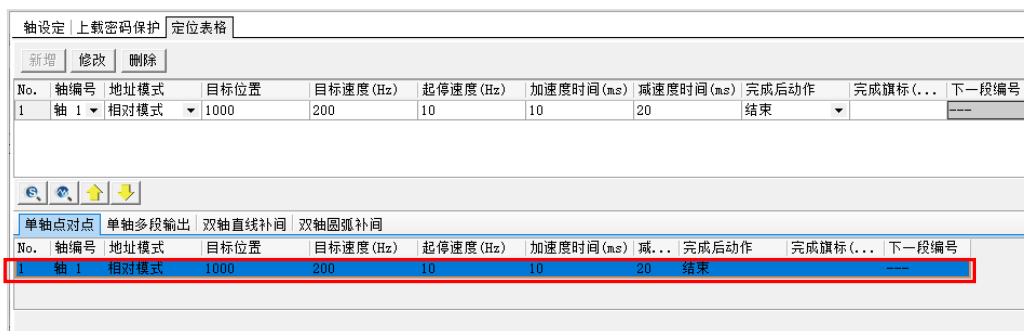 轴设定 上载密码保护 定位表格
新增 修改 删除
No. 轴编号 地址模式 目标位置 目标速度(Hz) 起停速度(Hz) 加速度时间(ms) 减速度时间(ms) 完成后动作 完成旗标(... 下一段编号
1 轴 1 相对模式 1000 200 10 10 20 结束 ---
单轴点对点 单轴多段输出 双轴直线补间 双轴圆弧补间
No. 轴编号 地址模式 目标位置 目标速度(Hz) 起停速度(Hz) 加速度时间(ms) 减... 完成后动作 完成旗标(... 下一段编号
1 轴 1 相对模式 1000 200 10 10 20 结束 ---